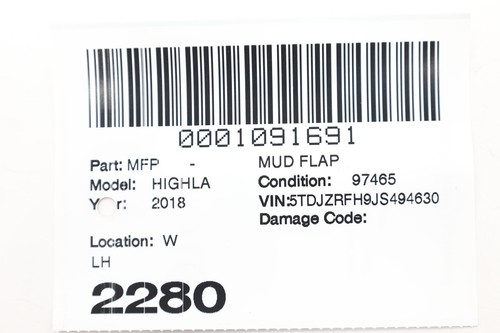 0001091691
Part: MFP - MUD FLAP
Model: HIGHLA Condition: 97465
Year: 2018 VIN:5TDJZRFH9JS494630
Damage Code:
Location: W
LH
2280